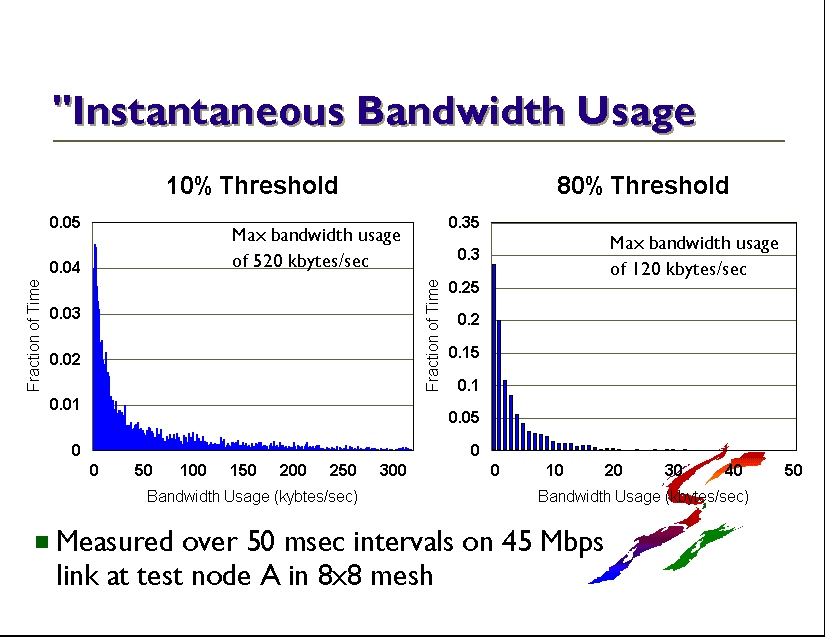 "Instantaneous Bandwidth Usage
10% Threshold
0.05
0.04
0.03
0.02
0.01
0
Fraction of Time
Max bandwidth usage
of 520 kbytes/sec
0 50 100 150 200 250 300
Bandwidth Usage (kybtes/sec)
80% Threshold
0.35
0.3
0.25
0.2
0.15
0.1
0.05
0
Fraction of Time
Max bandwidth usage
of 120 kbytes/sec
0 10 20 30 40 50
Bandwidth Usage (kbytes/sec)
Measured over 50 msec intervals on 45 Mbps
link at test node A in 8x8 mesh